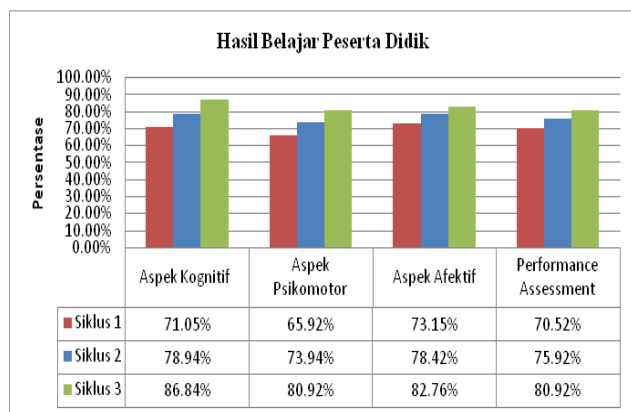 Hasil Belajar Peserta Didik
Persentase
100.00%
90.00%
80.00%
70.00%
60.00%
50.00%
40.00%
30.00%
20.00%
10.00%
0.00%
Aspek Kognitif Aspek Psikomotor Aspek Afektif Performance Assessment
Siklus 1 71.05% 65.92% 73.15% 70.52%
Siklus 2 78.94% 73.94% 78.42% 75.92%
Siklus 3 86.84% 80.92% 82.76% 80.92%